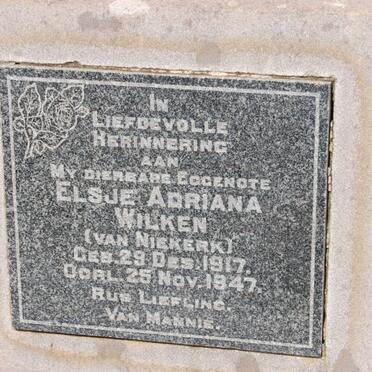 IN
LIEFDEVOLLE
HERINNERING
AAN
MY DIERBARE EGGENOTE
ELSJE ADRIANA
WILKEN
(VAN NIEKERK)
GEB. 29 DES. 1917.
OORL. 25 NOV. 1947.
RUS LIEFLING.
VAN MANNIE.